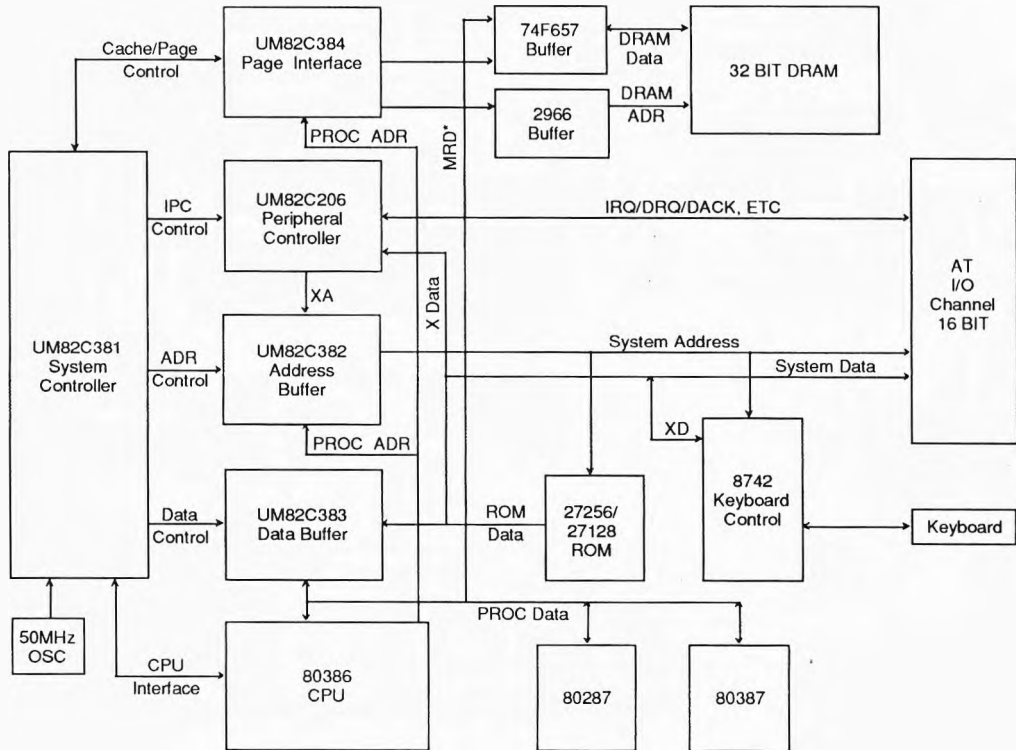 Cache/Page
Control
UM82C384
Page Interface
74F657
Buffer
DRAM
Data
32 BIT DRAM
2966
Buffer
DRAM
ADR
PROC ADR
MRD*
UM82C381
System
Controller
IPC
Control
UM82C206
Peripheral
Controller
IRQ/DRQ/DACK, ETC
AT
I/O
Channel
16 BIT
XA
X Data
ADR
Control
UM82C382
Address
Buffer
System Address
System Data
PROC ADR
XD
8742
Keyboard
Control
Keyboard
Data
Control
UM82C383
Data Buffer
ROM
Data
27256/
27128
ROM
PROC Data
50MHz
OSC
CPU
Interface
80386
CPU
80287
80387